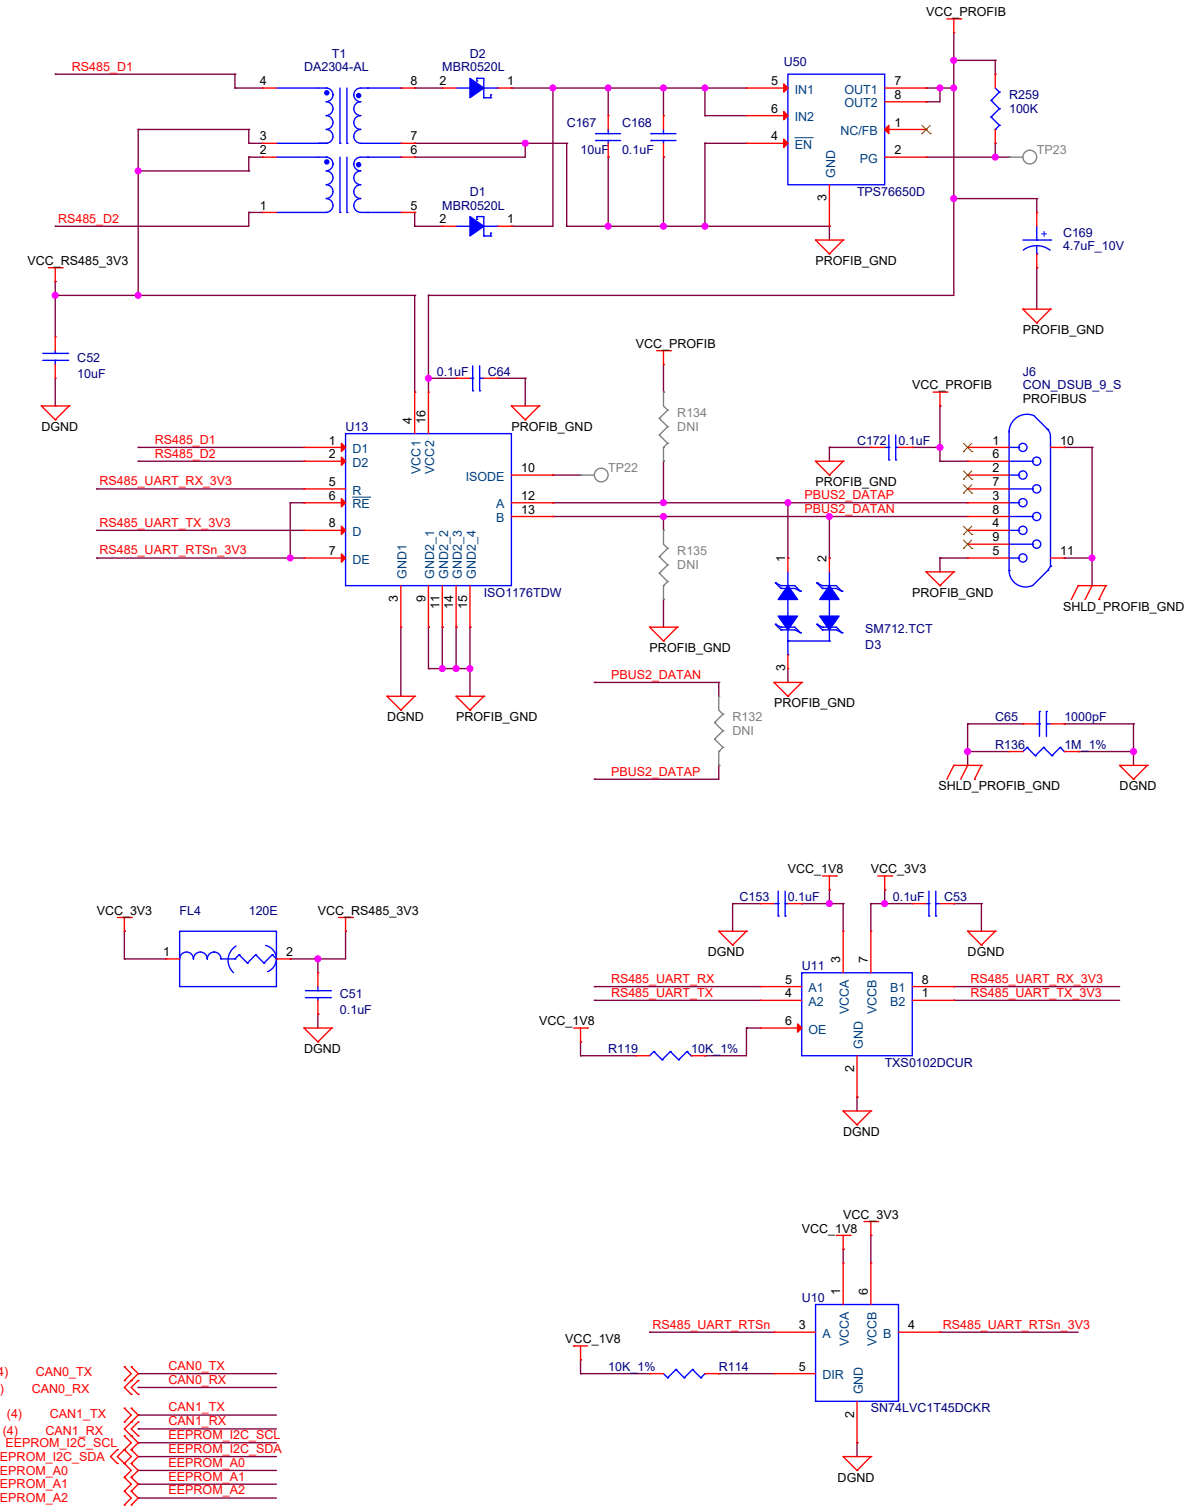 VCC_PROFIB
RS485_D1
T1
DA2304-AL
D2
MBR0520L
U50
4
8
2
1
5
IN1
OUT1
7
OUT2
8
6
IN2
R259
100K
C167
10uF
C168
0.1uF
NC/FB
1
4
EN
PG
2
TP23
GND
3
TPS76650D
3
2
7
6
D1
MBR0520L
1
5
2
1
RS485_D2
PROFIB_GND
C169
4.7uF_10V
+
PROFIB_GND
VCC_RS485_3V3
C52
10uF
DGND
0.1uF
C64
PROFIB_GND
VCC_PROFIB
R134
DNI
VCC_PROFIB
C172
0.1uF
PROFIB_GND
J6
CON_DSUB_9_S
PROFIBUS
U13
4
16
VCC1
VCC2
RS485_D1
1
D1
RS485_D2
2
D2
RS485_UART_RX_3V3
5
R
6
RE
RS485_UART_TX_3V3
8
D
RS485_UART_RTSn_3V3
7
DE
ISODE
10
TP22
A
12
B
13
GND1
GND2_1
GND2_2
GND2_3
GND2_4
3
9
11
14
15
ISO1176TDW
DGND
PROFIB_GND
PBUS2_DATAP
PBUS2_DATAN
1
6
2
7
3
8
4
9
5
10
11
PROFIB_GND
SHLD_PROFIB_GND
R135
DNI
PROFIB_GND
1
2
3
SM712.TCT
D3
PROFIB_GND
PBUS2_DATAN
R132
DNI
PBUS2_DATAP
C65
1000pF
R136
1M_1%
SHLD_PROFIB_GND
DGND
VCC_3V3
FL4
120E
VCC_RS485_3V3
1
2
C51
0.1uF
DGND
VCC_1V8
VCC_3V3
C153
0.1uF
0.1uF
C53
DGND
DGND
U11
3
7
VCCA
VCCB
RS485_UART_RX
5
A1
B1
8
RS485_UART_RX_3V3
RS485_UART_TX
4
A2
B2
1
RS485_UART_TX_3V3
VCC_1V8
6
OE
GND
R119
10K_1%
2
TXS0102DCUR
DGND
VCC_3V3
VCC_1V8
U10
1
6
VCCA
VCCB
RS485_UART_RTSn
3
A
B
4
RS485_UART_RTSn_3V3
VCC_1V8
10K_1%
R114
5
DIR
GND
2
SN74LVC1T45DCKR
DGND
4)
CAN0_TX
CAN0_TX
)
CAN0_RX
CAN0_RX
(4)
CAN1_TX
CAN1_TX
(4)
CAN1_RX
CAN1_RX
EEPROM_I2C_SCL
EEPROM_I2C_SCL
EPROM_I2C_SDA
EEPROM_I2C_SDA
EPROM_A0
EEPROM_A0
EPROM_A1
EEPROM_A1
EPROM_A2
EEPROM_A2